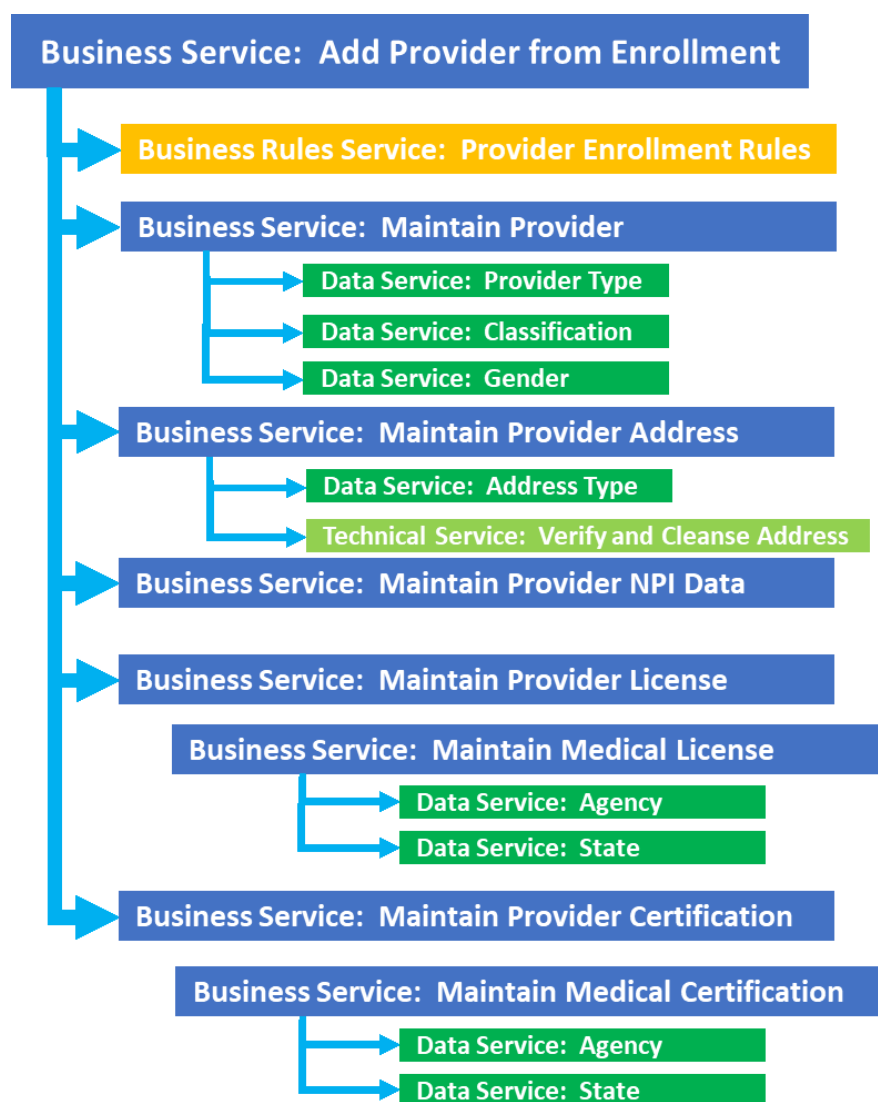 Business Service: Add Provider from Enrollment
Business Rules Service: Provider Enrollment Rules
Business Service: Maintain Provider
Data Service: Provider Type
Data Service: Classification
Data Service: Gender
Business Service: Maintain Provider Address
Data Service: Address Type
Technical Service: Verify and Cleanse Address
Business Service: Maintain Provider NPI Data
Business Service: Maintain Provider License
Business Service: Maintain Medical License
Data Service: Agency
Data Service: State
Business Service: Maintain Provider Certification
Business Service: Maintain Medical Certification
Data Service: Agency
Data Service: State